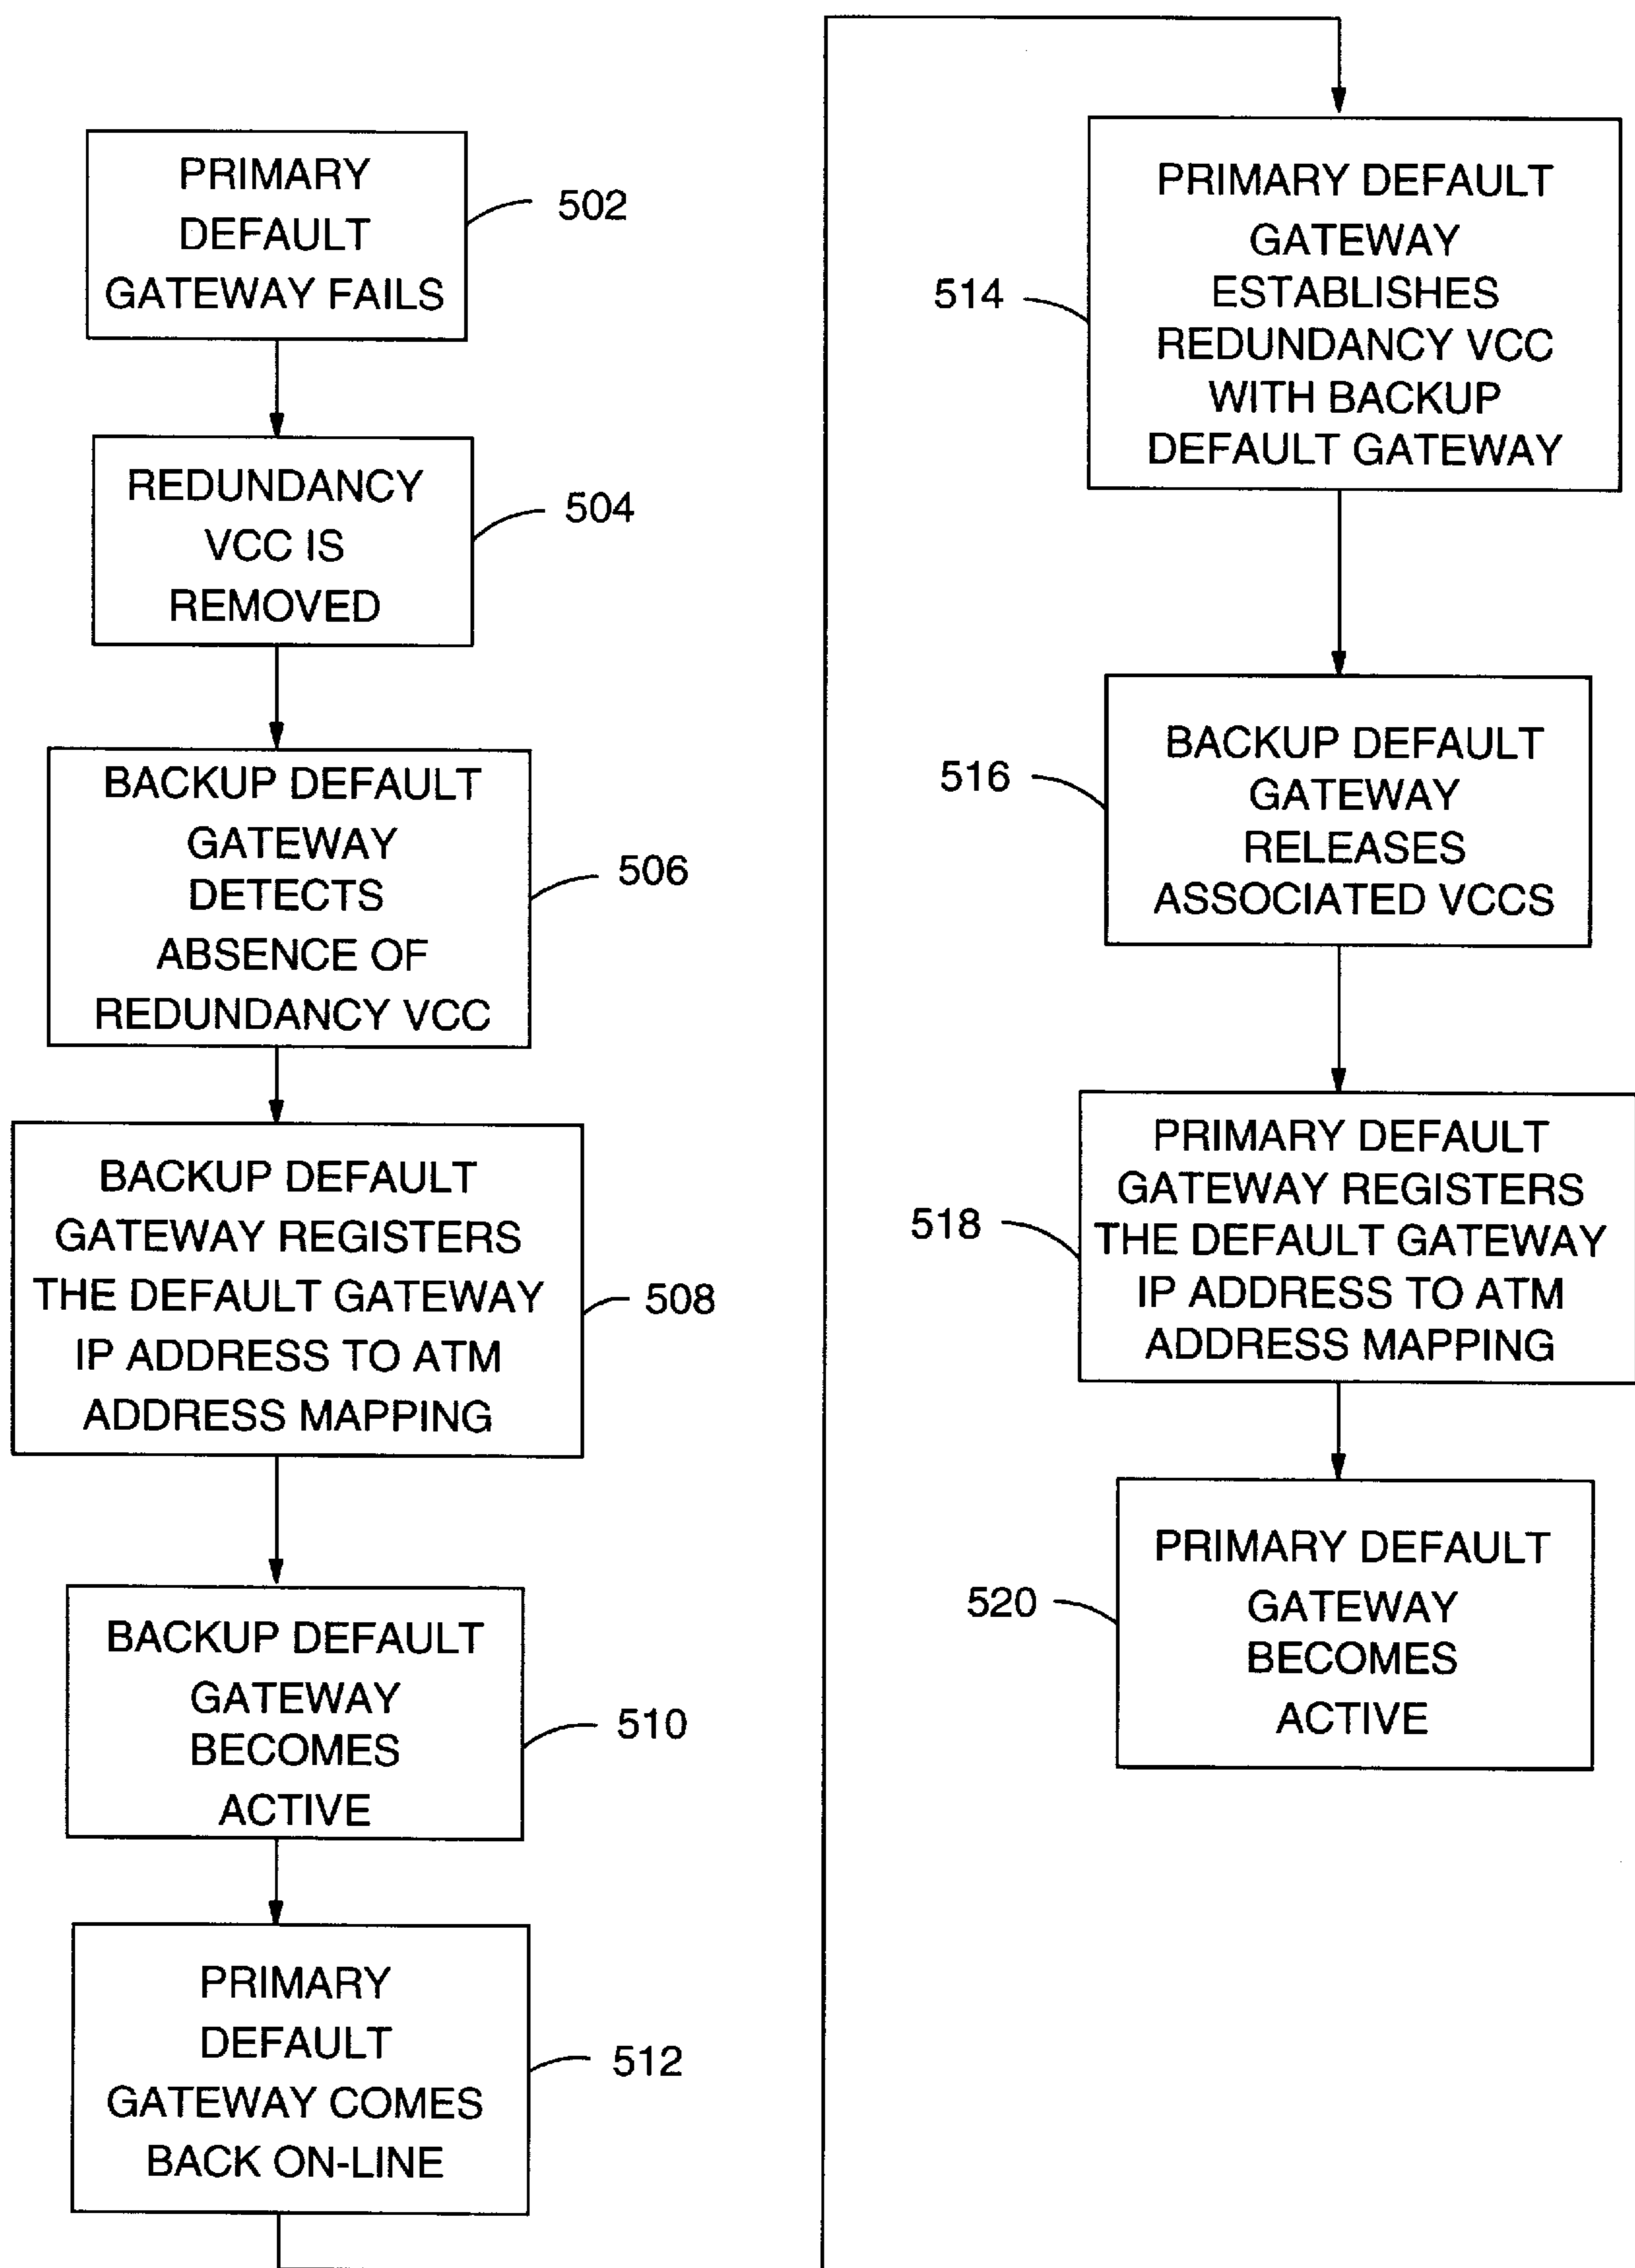 PRIMARY
DEFAULT
GATEWAY FAILS
502
REDUNDANCY
VCC IS
REMOVED
504
BACKUP DEFAULT
GATEWAY
DETECTS
ABSENCE OF
REDUNDANCY VCC
506
BACKUP DEFAULT
GATEWAY REGISTERS
THE DEFAULT GATEWAY
IP ADDRESS TO ATM
ADDRESS MAPPING
508
BACKUP DEFAULT
GATEWAY
BECOMES
ACTIVE
510
PRIMARY
DEFAULT
GATEWAY COMES
BACK ON-LINE
512
PRIMARY DEFAULT
GATEWAY
ESTABLISHES
REDUNDANCY VCC
WITH BACKUP
DEFAULT GATEWAY
514
BACKUP DEFAULT
GATEWAY
RELEASES
ASSOCIATED VCCS
516
PRIMARY DEFAULT
GATEWAY REGISTERS
THE DEFAULT GATEWAY
IP ADDRESS TO ATM
ADDRESS MAPPING
518
PRIMARY DEFAULT
GATEWAY
BECOMES
ACTIVE
520